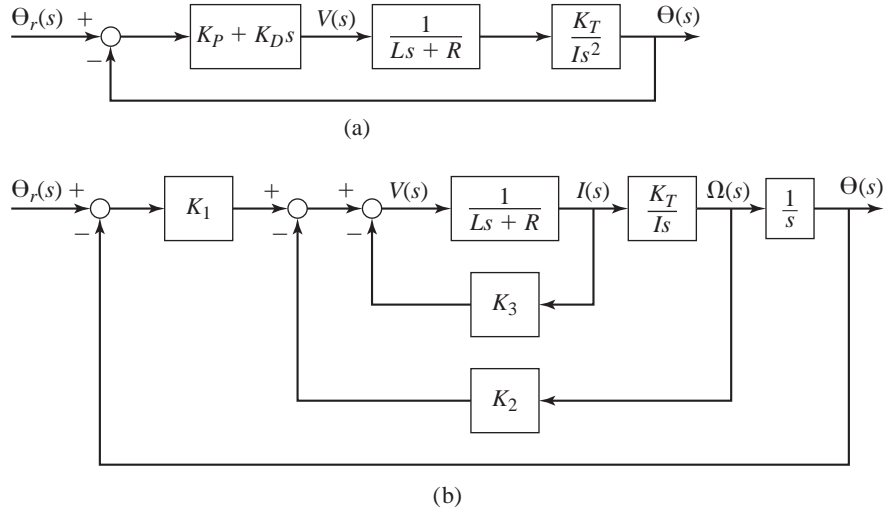 Θr(s) + − KP + KDs V(s) 1/(Ls + R) KT/(Is²) Θ(s)
(a)
Θr(s) + − K1 + − + − V(s) 1/(Ls + R) I(s) KT/(Is) Ω(s) 1/s Θ(s)
K3
K2
(b)